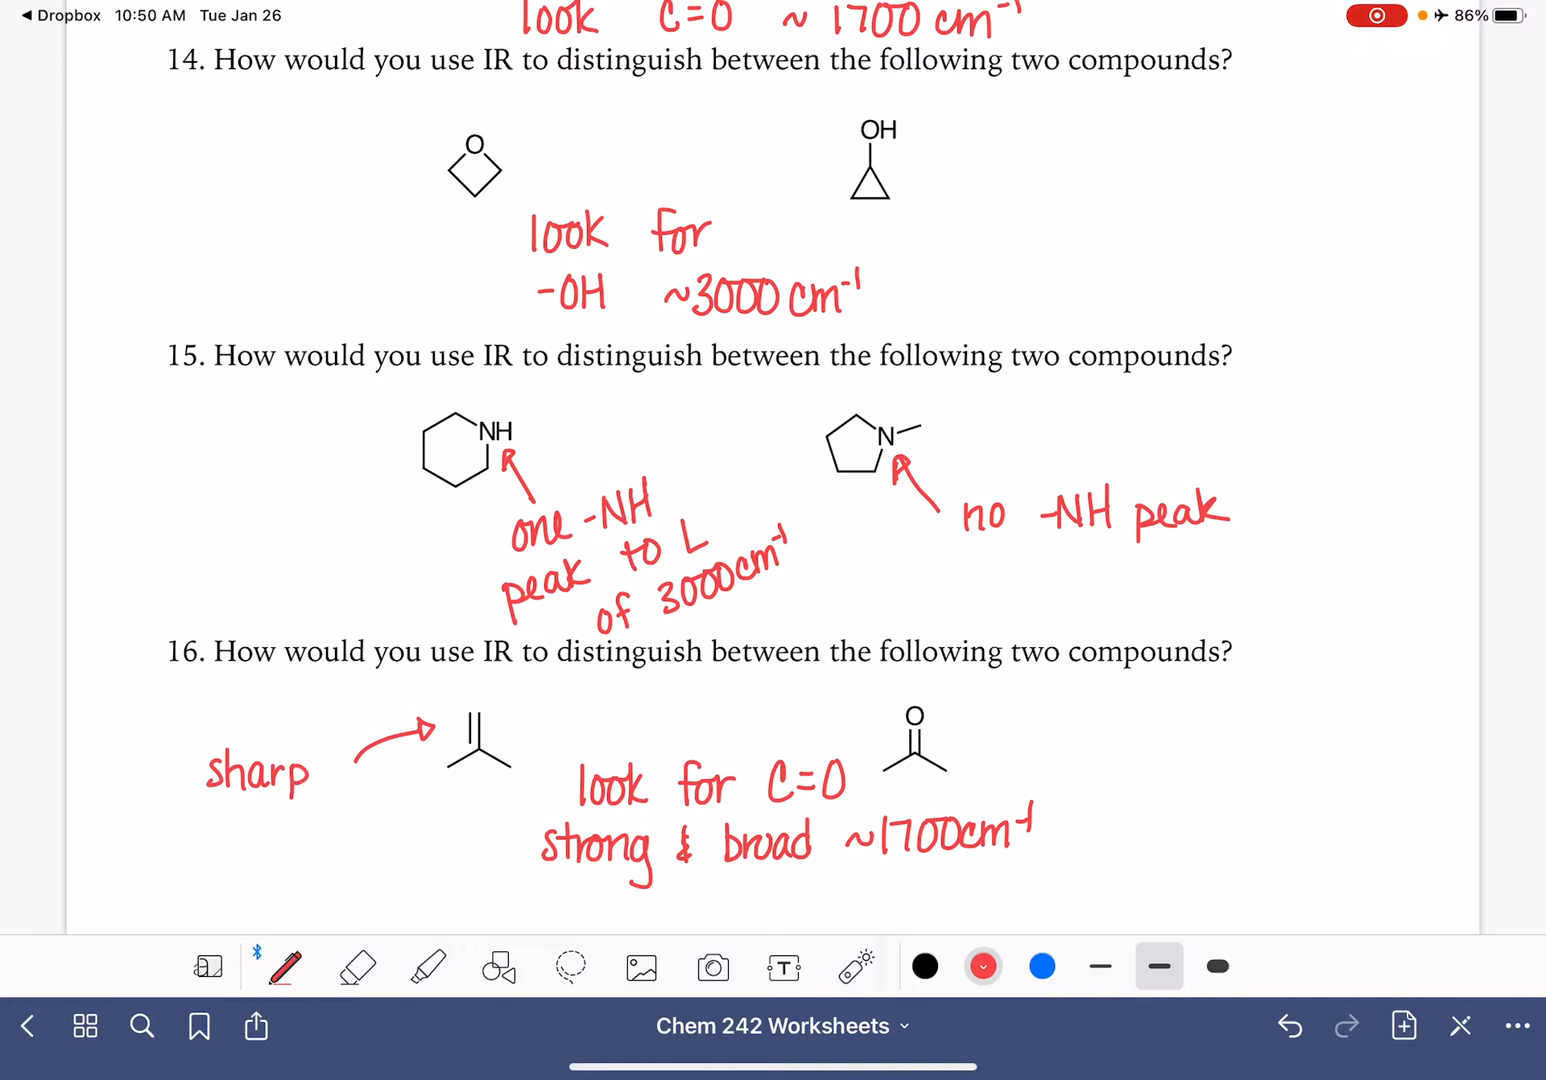 Dropbox 10:50 AM Tue Jan 26
86%
look C=O ~ 1700 cm⁻¹
14. How would you use IR to distinguish between the following two compounds?
O
OH
look for
-OH ~3000 cm⁻¹
15. How would you use IR to distinguish between the following two compounds?
NH
N
one -NH
peak to L
of 3000cm⁻¹
no -NH peak
16. How would you use IR to distinguish between the following two compounds?
O
sharp
look for C=O
strong & broad ~1700cm⁻¹
T
Chem 242 Worksheets